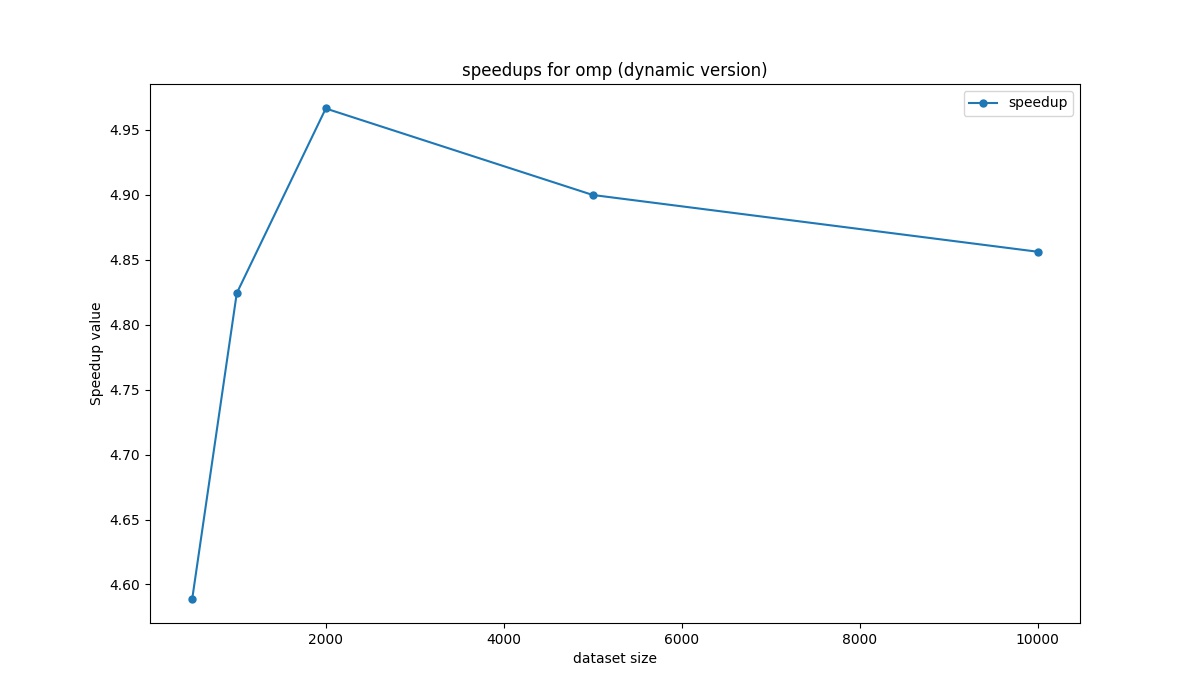 speedups for omp (dynamic version)
speedup
4.95
4.90
4.85
4.80
4.75
4.70
4.65
4.60
Speedup value
2000 4000 6000 8000 10000
dataset size